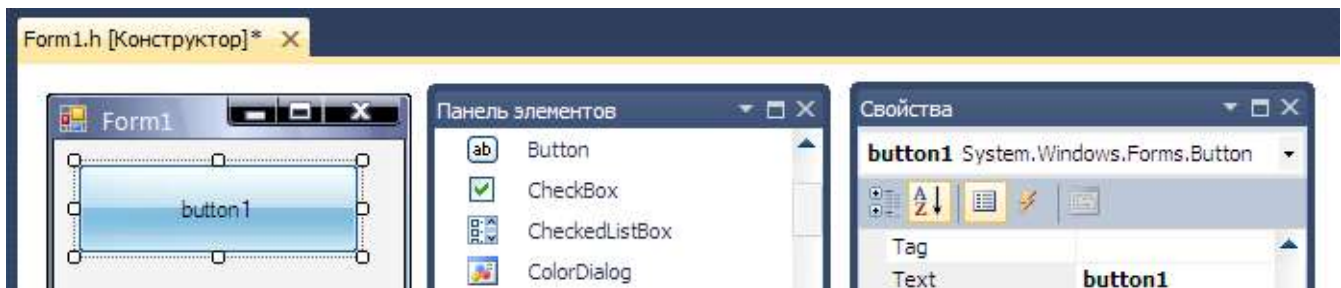 Form1.h [Конструктор]*
Form1
button1
Панель элементов
ab Button
CheckBox
CheckedListBox
ColorDialog
Свойства
button1 System.Windows.Forms.Button
A
Z
Tag
Text button1